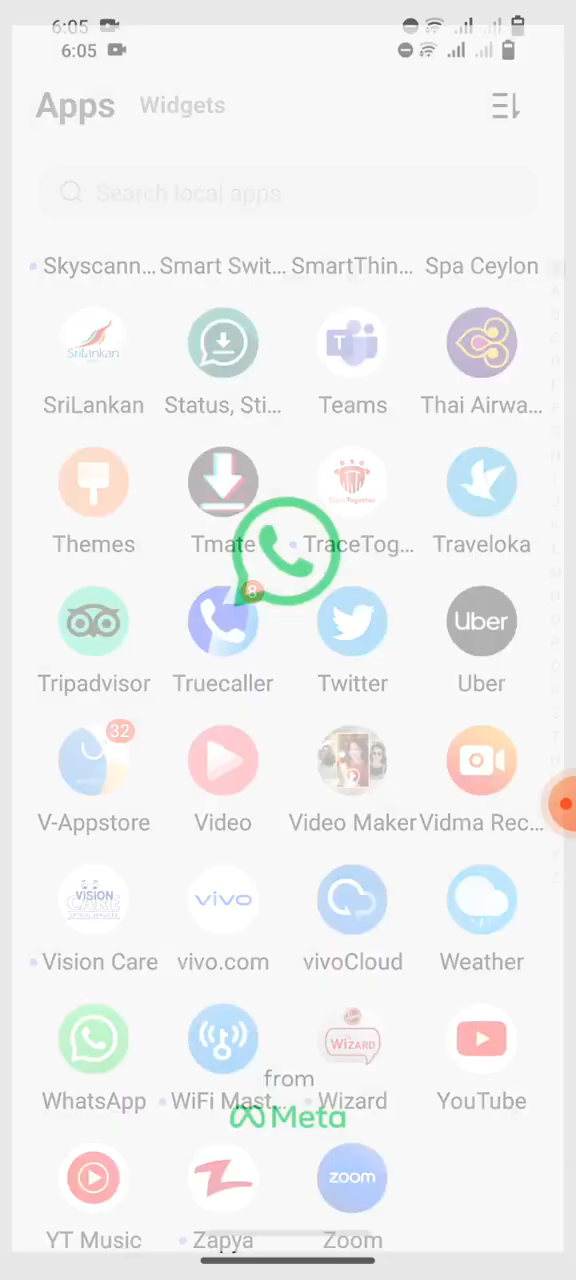 6:05
6:05
Apps Widgets
Search local apps
Skyscann... Smart Swit... SmartThin... Spa Ceylon
SriLankan
SriLankan Status, Sti... Teams Thai Airwa...
TraceTogether
Themes Tmate TraceTog... Traveloka
8
Uber
Tripadvisor Truecaller Twitter Uber
32
V-Appstore Video Video Maker Vidma Rec...
VISION CARE vivo
OPTICAL SERVICES
Vision Care vivo.com vivoCloud Weather
WIZARD
from
WhatsApp WiFi Mast... Wizard YouTube
Meta
zoom
YT Music Zapya Zoom